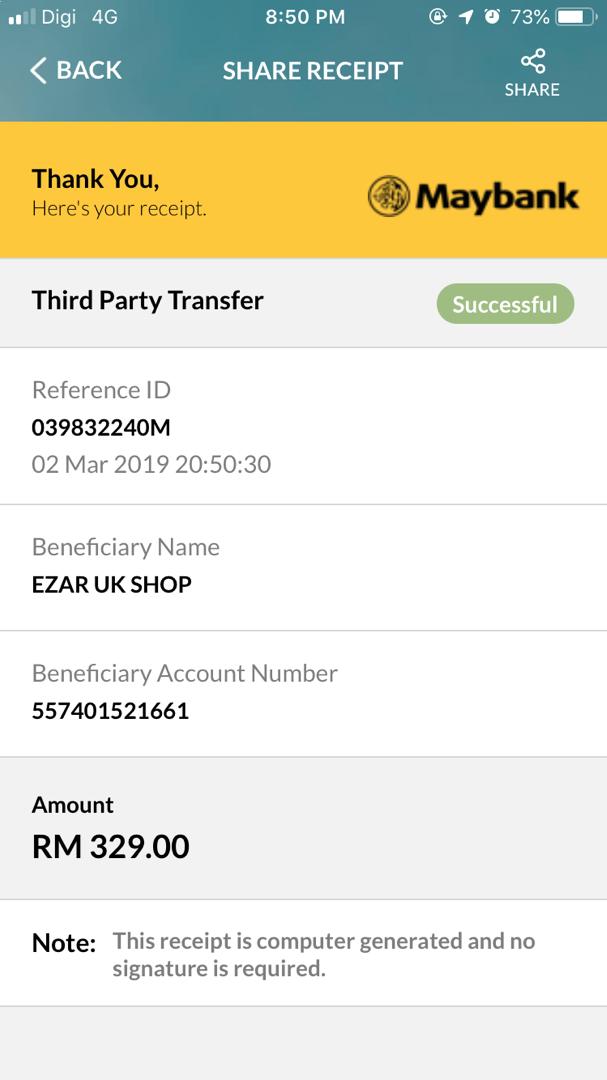 Digi 4G 8:50 PM 73%
BACK SHARE RECEIPT SHARE
Thank You,
Here's your receipt.
Maybank
Third Party Transfer Successful
Reference ID
039832240M
02 Mar 2019 20:50:30
Beneficiary Name
EZAR UK SHOP
Beneficiary Account Number
557401521661
Amount
RM 329.00
Note: This receipt is computer generated and no
signature is required.